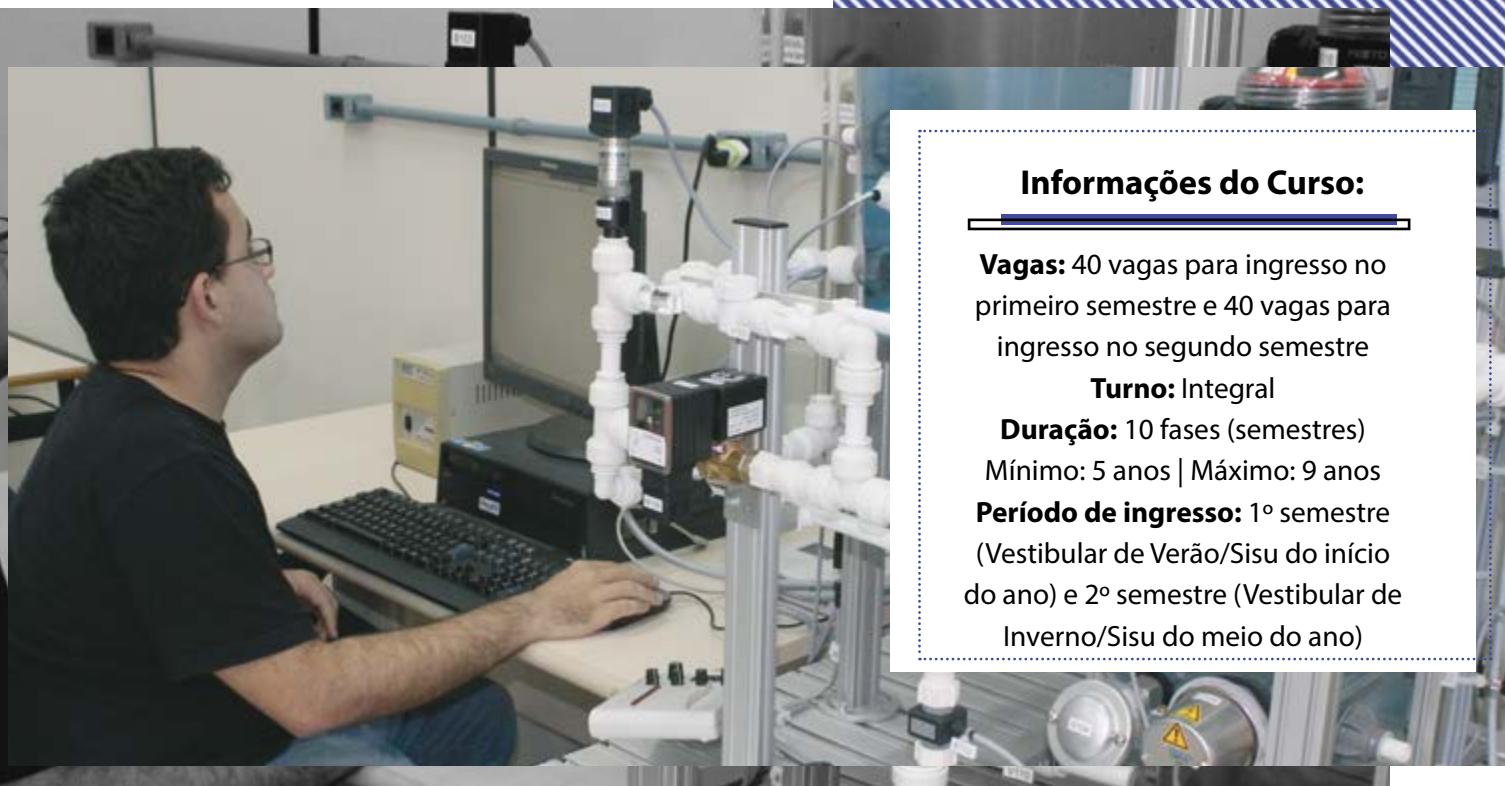 Informações do Curso:
Vagas: 40 vagas para ingresso no
primeiro semestre e 40 vagas para
ingresso no segundo semestre
Turno: Integral
Duração: 10 fases (semestres)
Mínimo: 5 anos | Máximo: 9 anos
Período de ingresso: 1º semestre
(Vestibular de Verão/Sisu do início
do ano) e 2º semestre (Vestibular de
Inverno/Sisu do meio do ano)